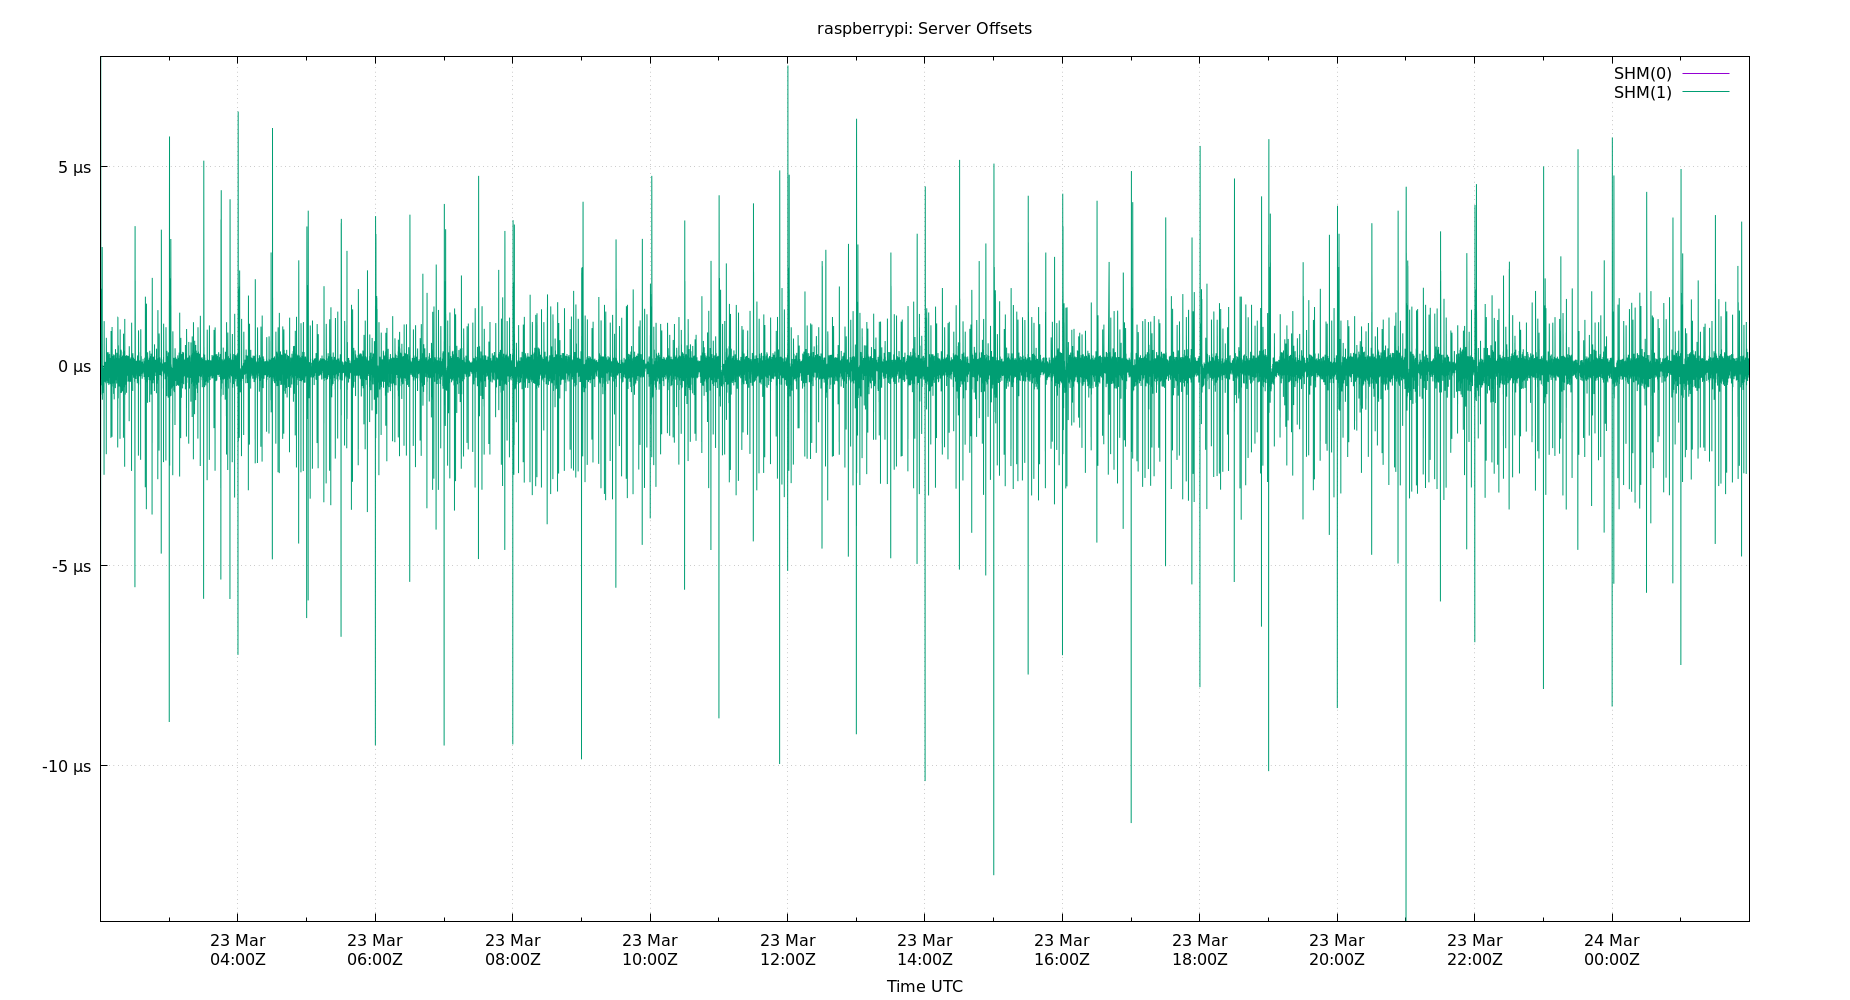 raspberrypi: Server Offsets
SHM(0)
SHM(1)
5 μs
0 μs
-5 μs
-10 μs
23 Mar 23 Mar 23 Mar 23 Mar 23 Mar 23 Mar 23 Mar 23 Mar 23 Mar 23 Mar 24 Mar
04:00Z 06:00Z 08:00Z 10:00Z 12:00Z 14:00Z 16:00Z 18:00Z 20:00Z 22:00Z 00:00Z
Time UTC